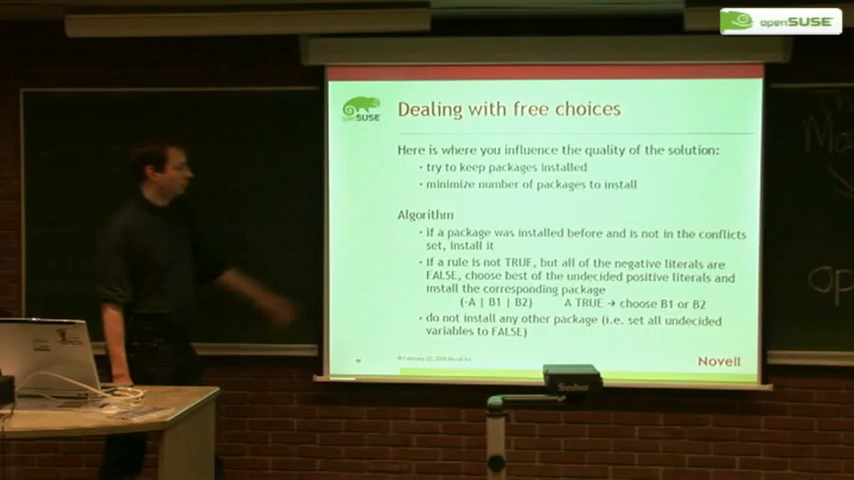 openSUSE
openSUSE
Dealing with free choices
Here is where you influence the quality of the solution:
· try to keep packages installed
· minimize number of packages to install
Algorithm
· if a package was installed before and is not in the conflicts
set, install it
· if a rule is not TRUE, but all of the negative literals are
FALSE, choose best of the undecided positive literals and
install the corresponding package
(-A | B1 | B2) A TRUE → choose B1 or B2
· do not install any other package (i.e. set all undecided
variables to FALSE)
Novell
op